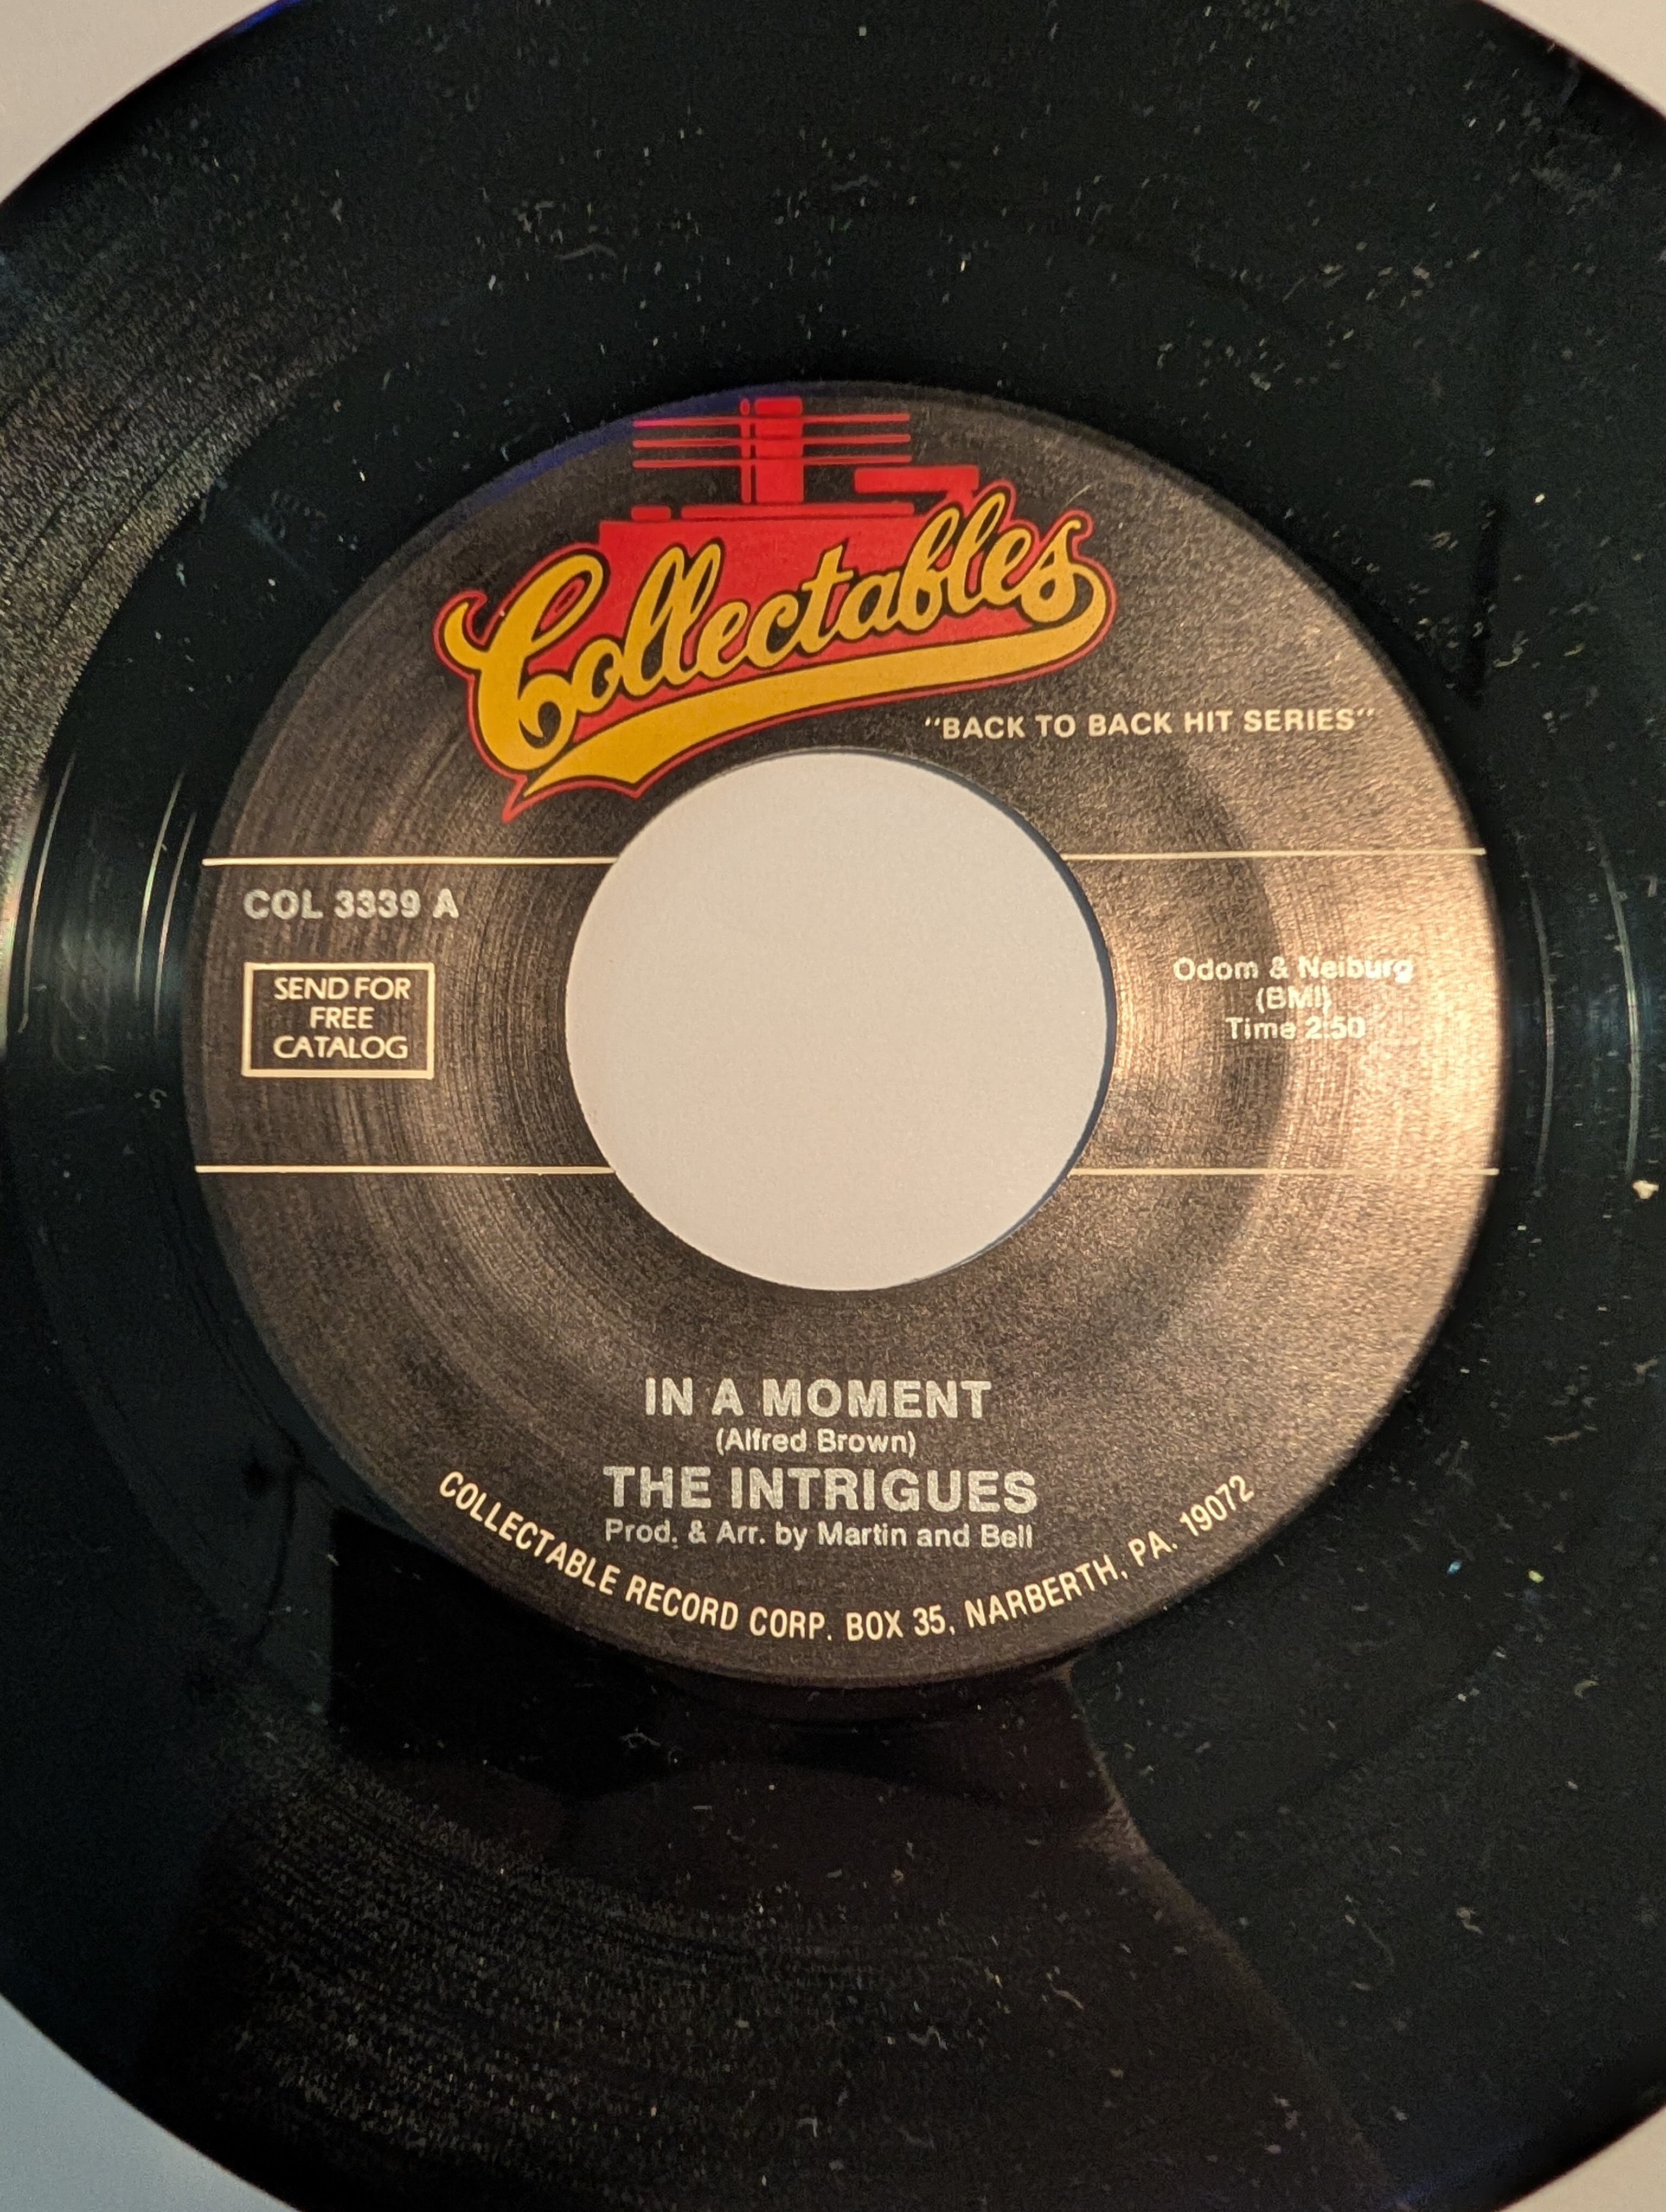 Collectables
"BACK TO BACK HIT SERIES"
COL 3339 A
SEND FOR
FREE
CATALOG
Odom & Neiburg
(BMI)
Time 2:50
IN A MOMENT
(Alfred Brown)
THE INTRIGUES
Prod. & Arr. by Martin and Bell
COLLECTABLE RECORD CORP. BOX 35, NARBERTH, PA. 19072